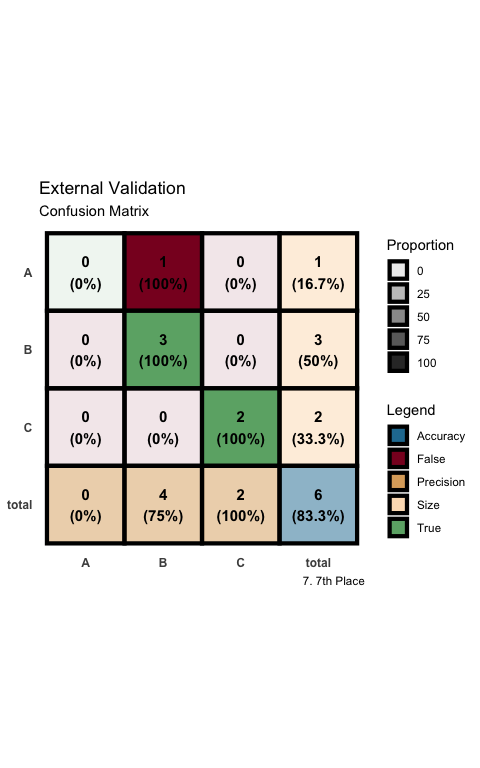 External Validation
Confusion Matrix
A
0
(0%)
1
(100%)
0
(0%)
1
(16.7%)
B
0
(0%)
3
(100%)
0
(0%)
3
(50%)
C
0
(0%)
0
(0%)
2
(100%)
2
(33.3%)
total
0
(0%)
4
(75%)
2
(100%)
6
(83.3%)
A
B
C
total
7. 7th Place
Proportion
0
25
50
75
100
Legend
Accuracy
False
Precision
Size
True